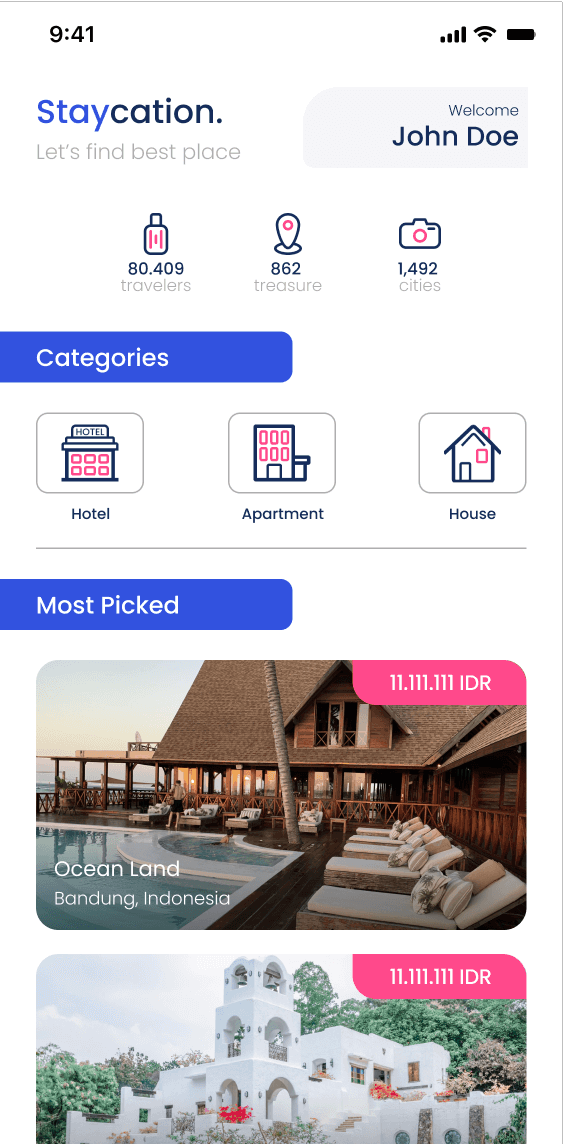 9:41
Staycation.
Let's find best place
Welcome
John Doe
80.409
travelers
862
treasure
1,492
cities
Categories
HOTEL
Hotel
Apartment
House
Most Picked
11.111.111 IDR
Ocean Land
Bandung, Indonesia
11.111.111 IDR